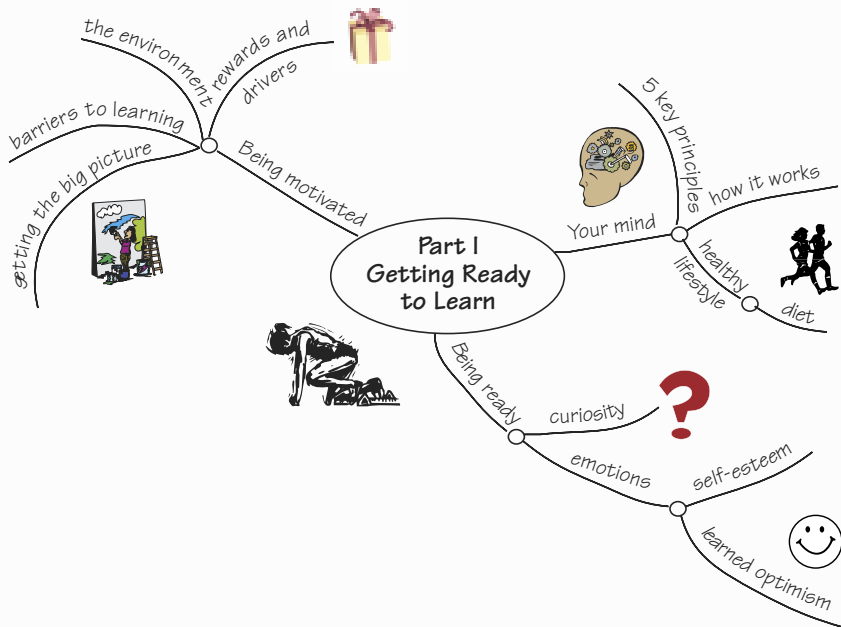 the environment
rewards and
drivers
barriers to learning
getting the big picture
Being motivated
Part I
Getting Ready
to Learn
Your mind
5 key principles
how it works
healthy
lifestyle
diet
Being ready
curiosity
?
emotions
self-esteem
learned optimism